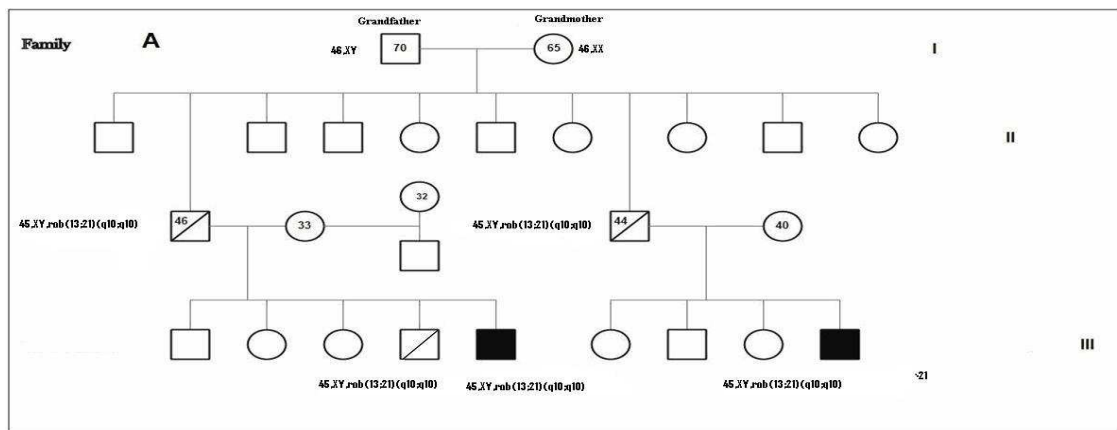 Grandfather Grandmother
Family A
46,XY 70 65 46,XX I
II
32
45,XY,rob(13;21)(q10;q10) 46 33 45,XY,rob(13;21)(q10;q10) 44 40
III
45,XY,rob(13;21)(q10;q10) 45,XY,rob(13;21)(q10;q10) 45,XY,rob(13;21)(q10;q10) -21